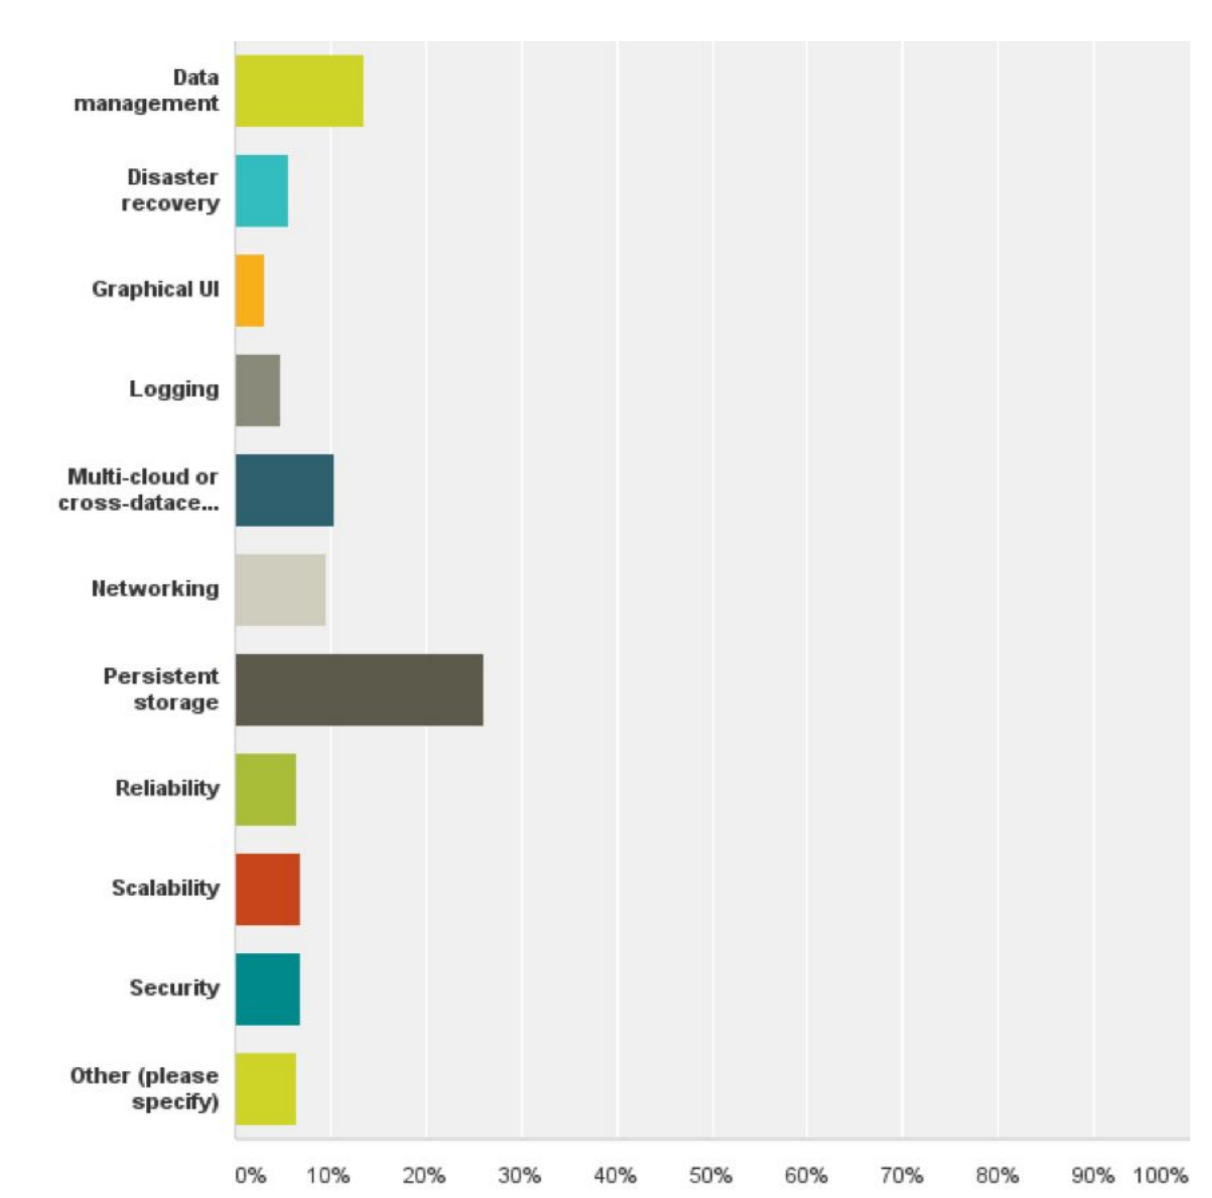 Data
management
Disaster
recovery
Graphical UI
Logging
Multi-cloud or
cross-datace...
Networking
Persistent
storage
Reliability
Scalability
Security
Other (please
specify)
0% 10% 20% 30% 40% 50% 60% 70% 80% 90% 100%